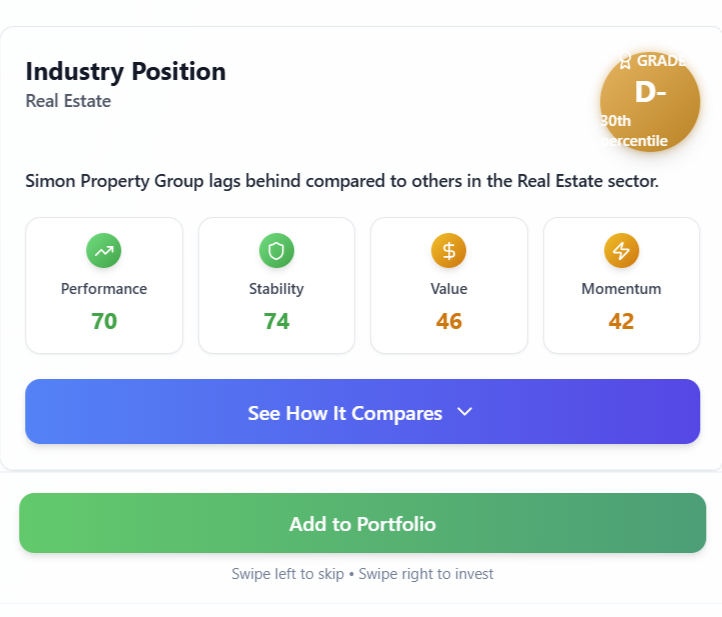 Industry Position
Real Estate
GRADE
D-
30th
percentile
Simon Property Group lags behind compared to others in the Real Estate sector.
Performance
70
Stability
74
Value
46
Momentum
42
See How It Compares
Add to Portfolio
Swipe left to skip • Swipe right to invest